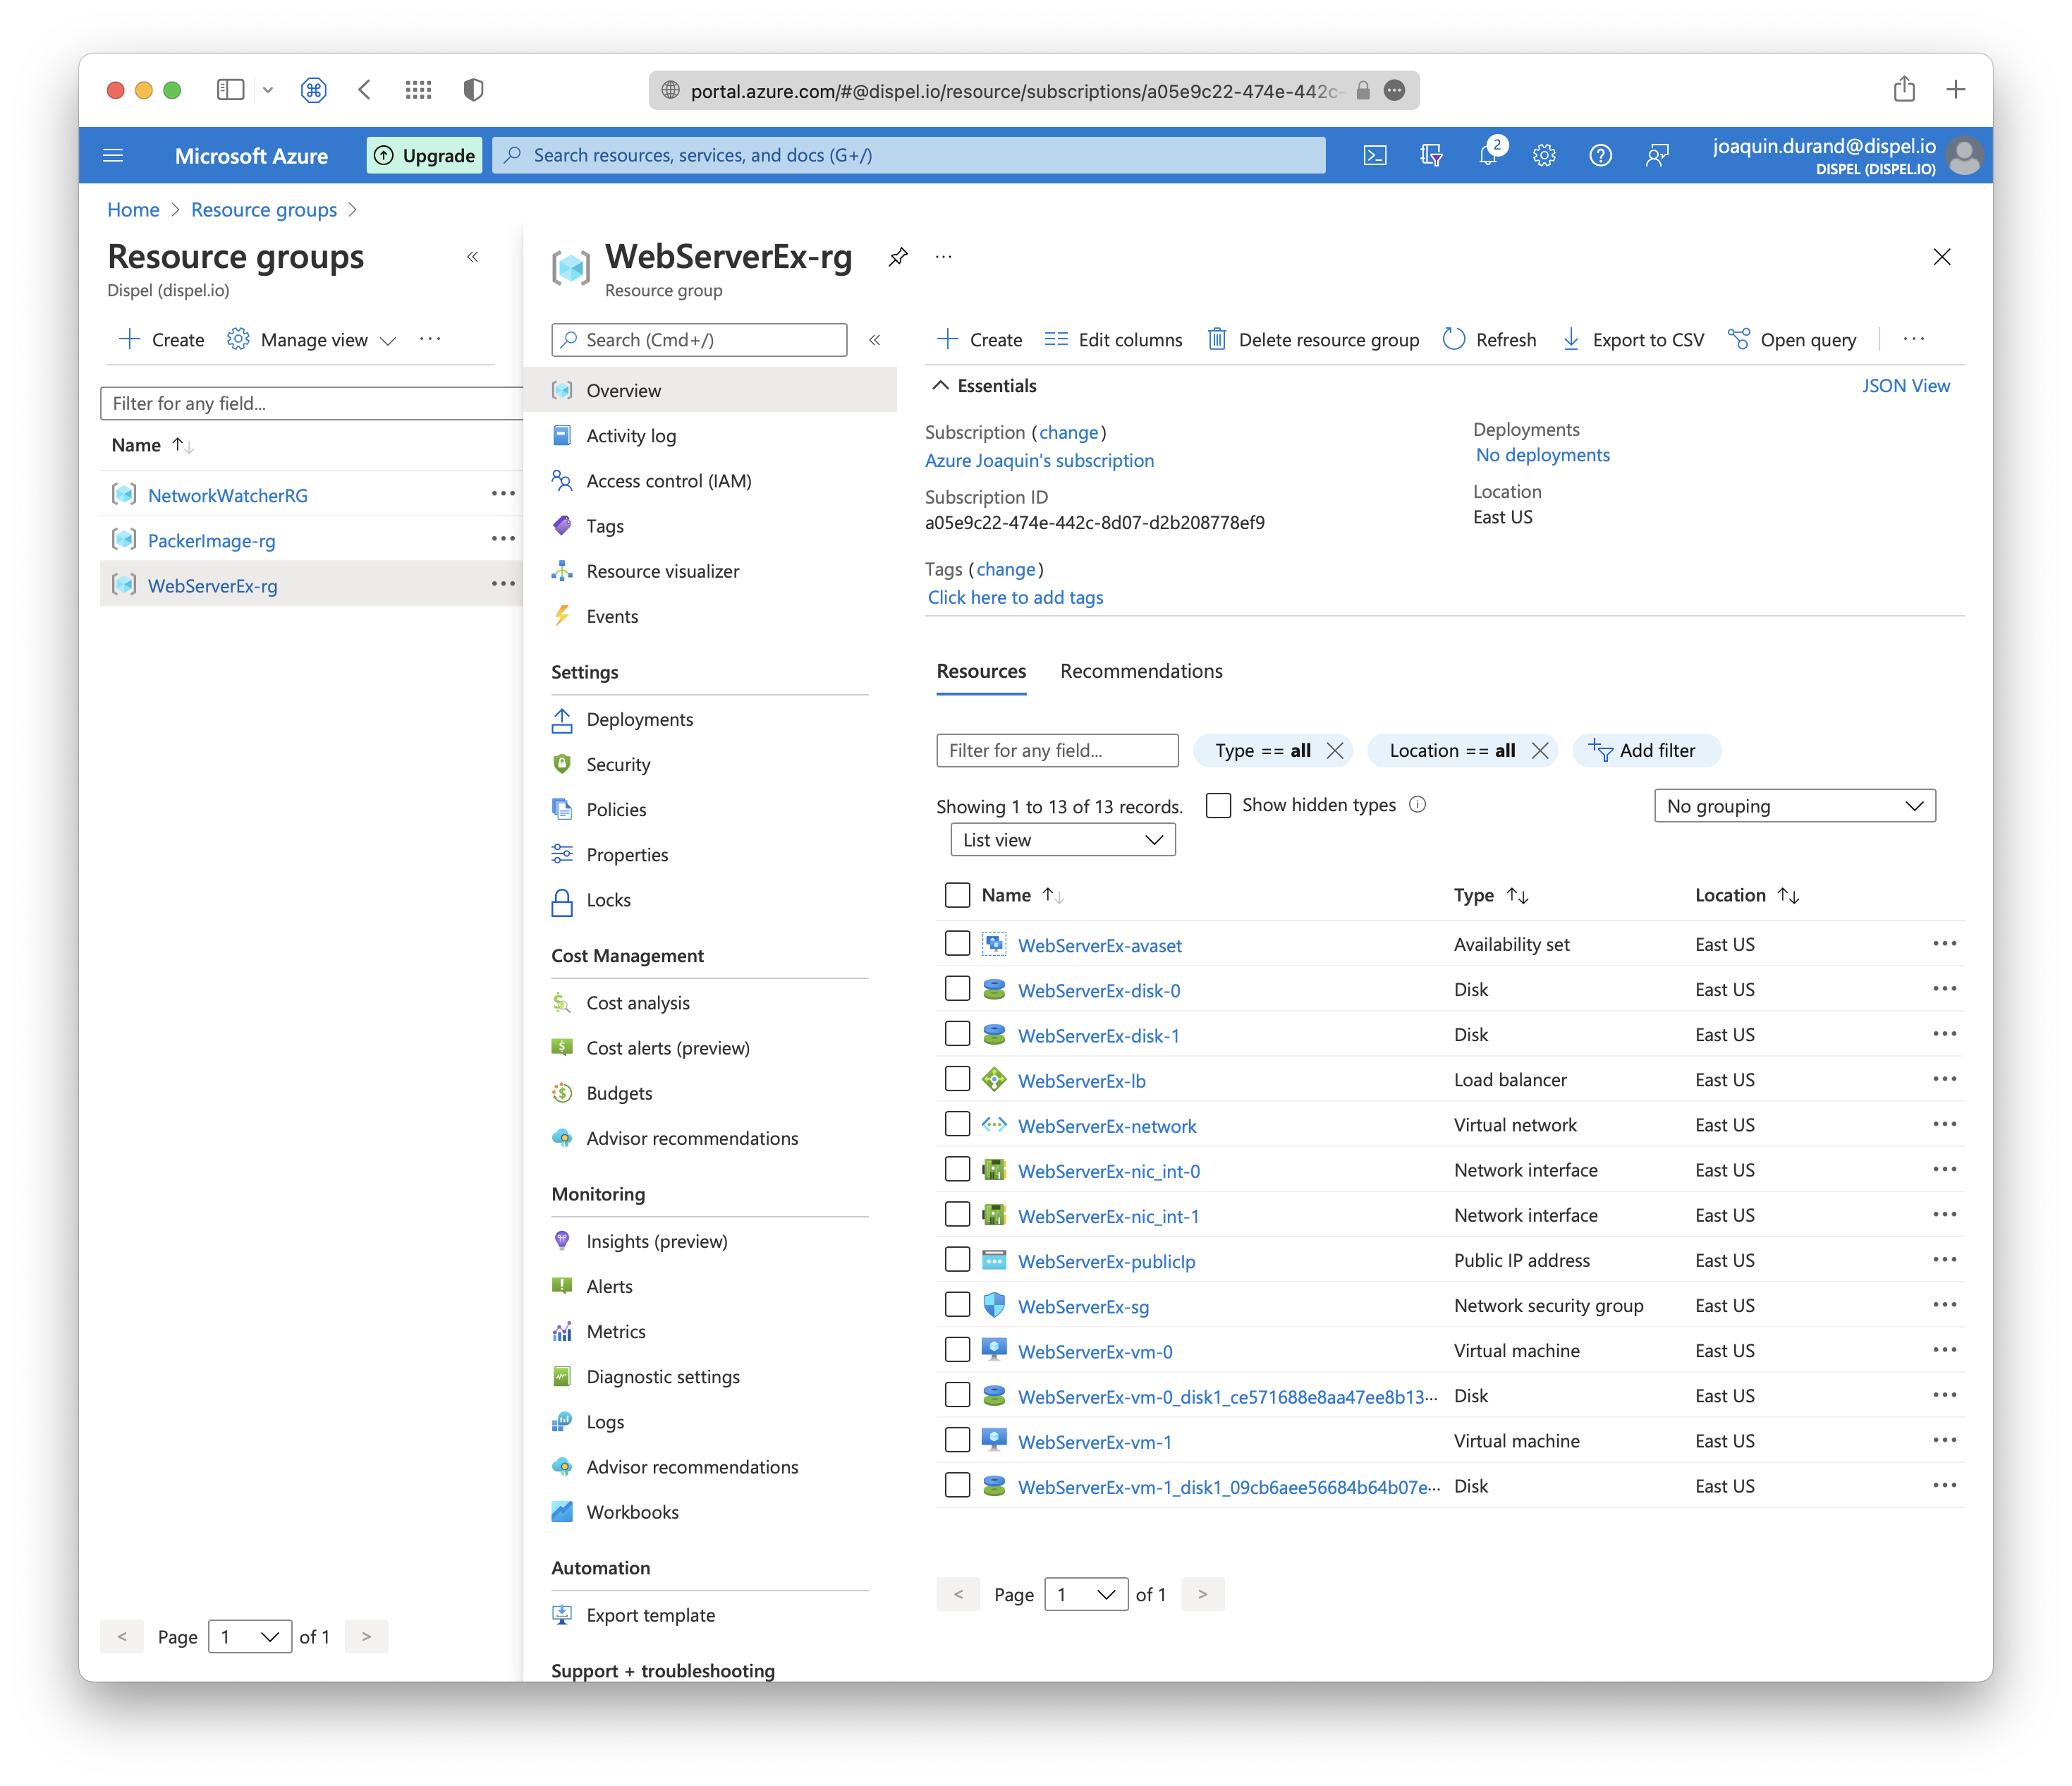 portal.azure.com/#@dispel.io/resource/subscriptions/a05e9c22-474e-442c-
Microsoft Azure
Upgrade
Search resources, services, and docs (G+/)
2
joaquin.durand@dispel.io
DISPEL (DISPEL.IO)
Home > Resource groups >
Resource groups
Dispel (dispel.io)
Create
Manage view
Filter for any field...
Name
NetworkWatcherRG
PackerImage-rg
WebServerEx-rg
< Page 1 of 1 >
WebServerEx-rg
Resource group
Search (Cmd+/)
Overview
Activity log
Access control (IAM)
Tags
Resource visualizer
Events
Settings
Deployments
Security
Policies
Properties
Locks
Cost Management
Cost analysis
Cost alerts (preview)
Budgets
Advisor recommendations
Monitoring
Insights (preview)
Alerts
Metrics
Diagnostic settings
Logs
Advisor recommendations
Workbooks
Automation
Export template
Support + troubleshooting
Create
Edit columns
Delete resource group
Refresh
Export to CSV
Open query
Essentials
JSON View
Subscription (change)
Azure Joaquin's subscription
Subscription ID
a05e9c22-474e-442c-8d07-d2b208778ef9
Tags (change)
Click here to add tags
Deployments
No deployments
Location
East US
Resources
Recommendations
Filter for any field...
Type == all
Location == all
Add filter
Showing 1 to 13 of 13 records.
Show hidden types
No grouping
List view
Name Type Location
WebServerEx-avaset Availability set East US
WebServerEx-disk-0 Disk East US
WebServerEx-disk-1 Disk East US
WebServerEx-lb Load balancer East US
WebServerEx-network Virtual network East US
WebServerEx-nic_int-0 Network interface East US
WebServerEx-nic_int-1 Network interface East US
WebServerEx-publicIp Public IP address East US
WebServerEx-sg Network security group East US
WebServerEx-vm-0 Virtual machine East US
WebServerEx-vm-0_disk1_ce571688e8aa47ee8b13... Disk East US
WebServerEx-vm-1 Virtual machine East US
WebServerEx-vm-1_disk1_09cb6aee56684b64b07e... Disk East US
< Page 1 of 1 >